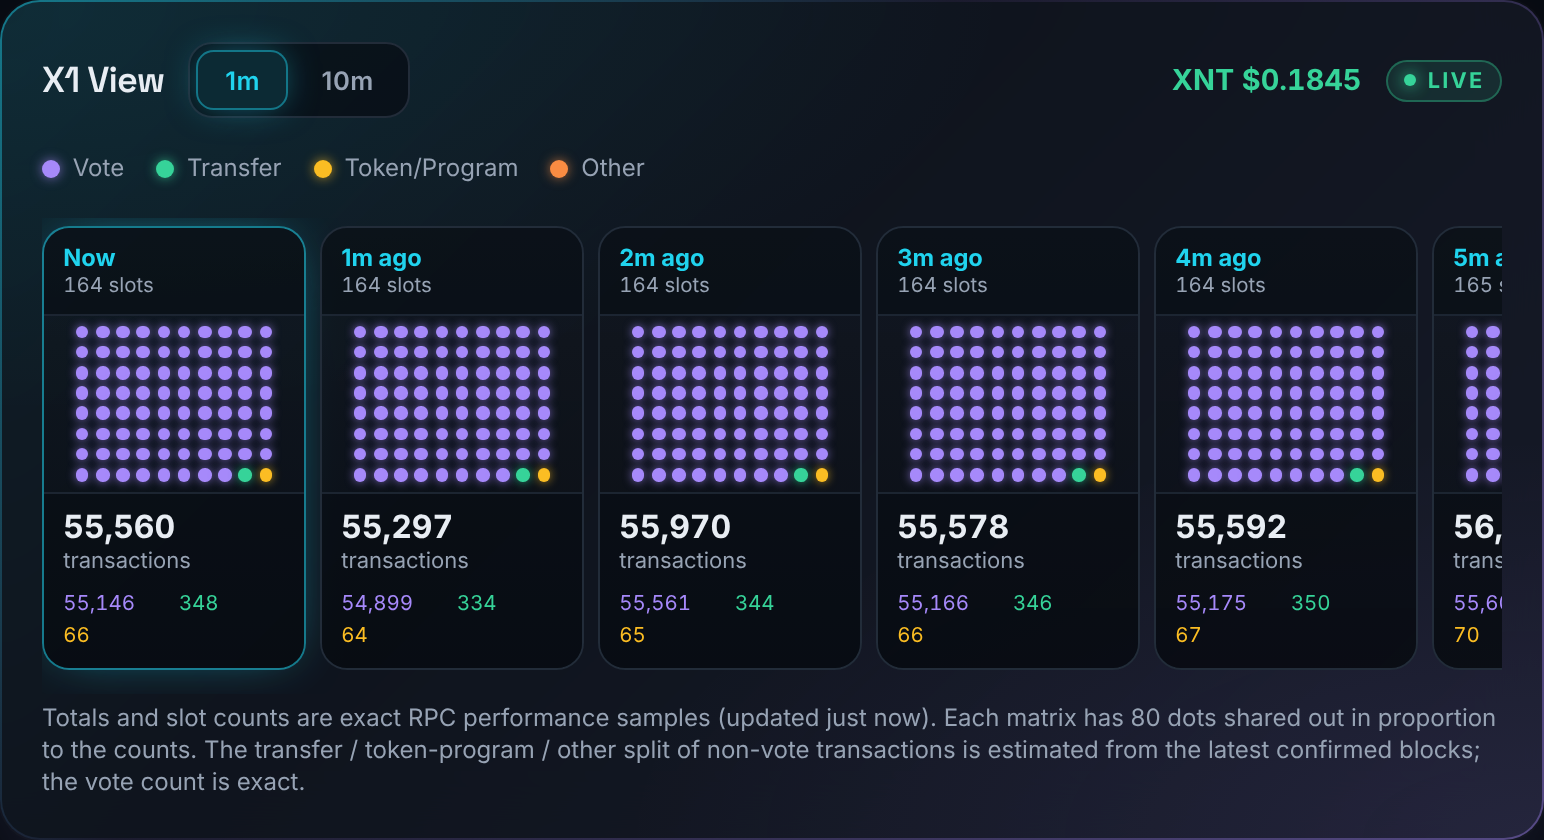 X1 View
1m
10m
XNT $0.1845
LIVE
Vote
Transfer
Token/Program
Other
Now
164 slots
55,560
transactions
55,146
348
66
1m ago
164 slots
55,297
transactions
54,899
334
64
2m ago
164 slots
55,970
transactions
55,561
344
65
3m ago
164 slots
55,578
transactions
55,166
346
66
4m ago
164 slots
55,592
transactions
55,175
350
67
5m
165
70
Totals and slot counts are exact RPC performance samples (updated just now). Each matrix has 80 dots shared out in proportion
to the counts. The transfer / token-program / other split of non-vote transactions is estimated from the latest confirmed blocks;
the vote count is exact.